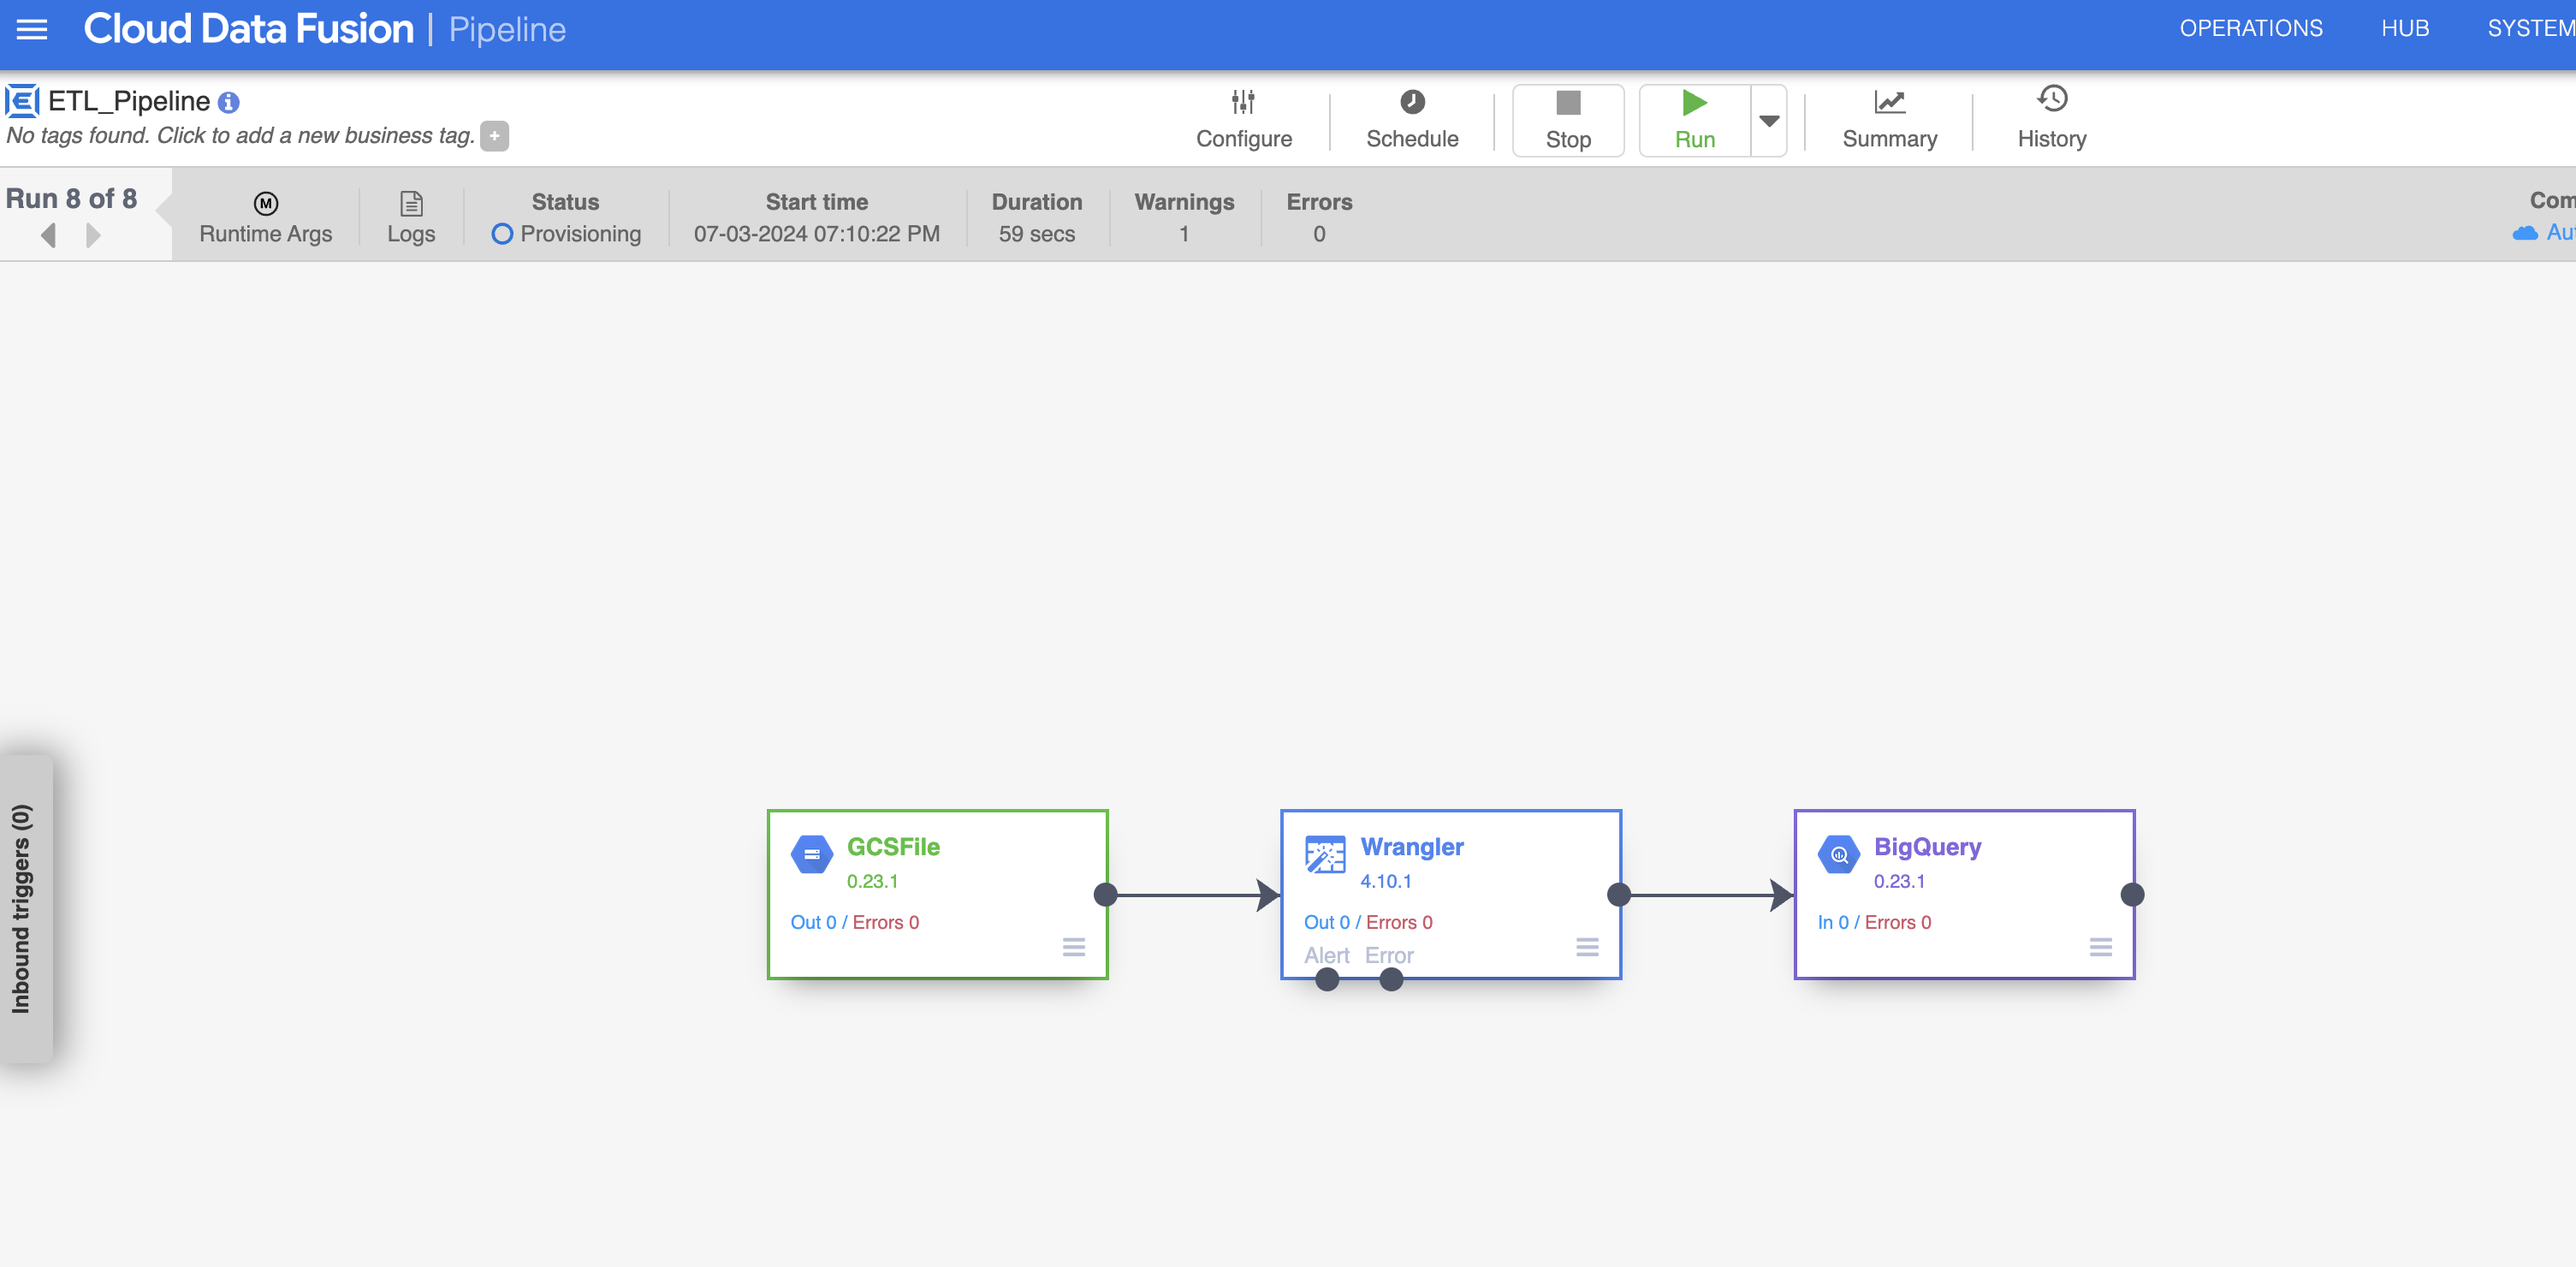 Cloud Data Fusion | Pipeline
OPERATIONS HUB SYSTEM
ETL_Pipeline
No tags found. Click to add a new business tag. +
Configure
Schedule
Stop
Run
Summary
History
Run 8 of 8
Runtime Args
Logs
Status
Provisioning
Start time
07-03-2024 07:10:22 PM
Duration
59 secs
Warnings
1
Errors
0
Com
Au
Inbound triggers (0)
GCSFile
0.23.1
Out 0 / Errors 0
Wrangler
4.10.1
Out 0 / Errors 0
Alert Error
BigQuery
0.23.1
In 0 / Errors 0